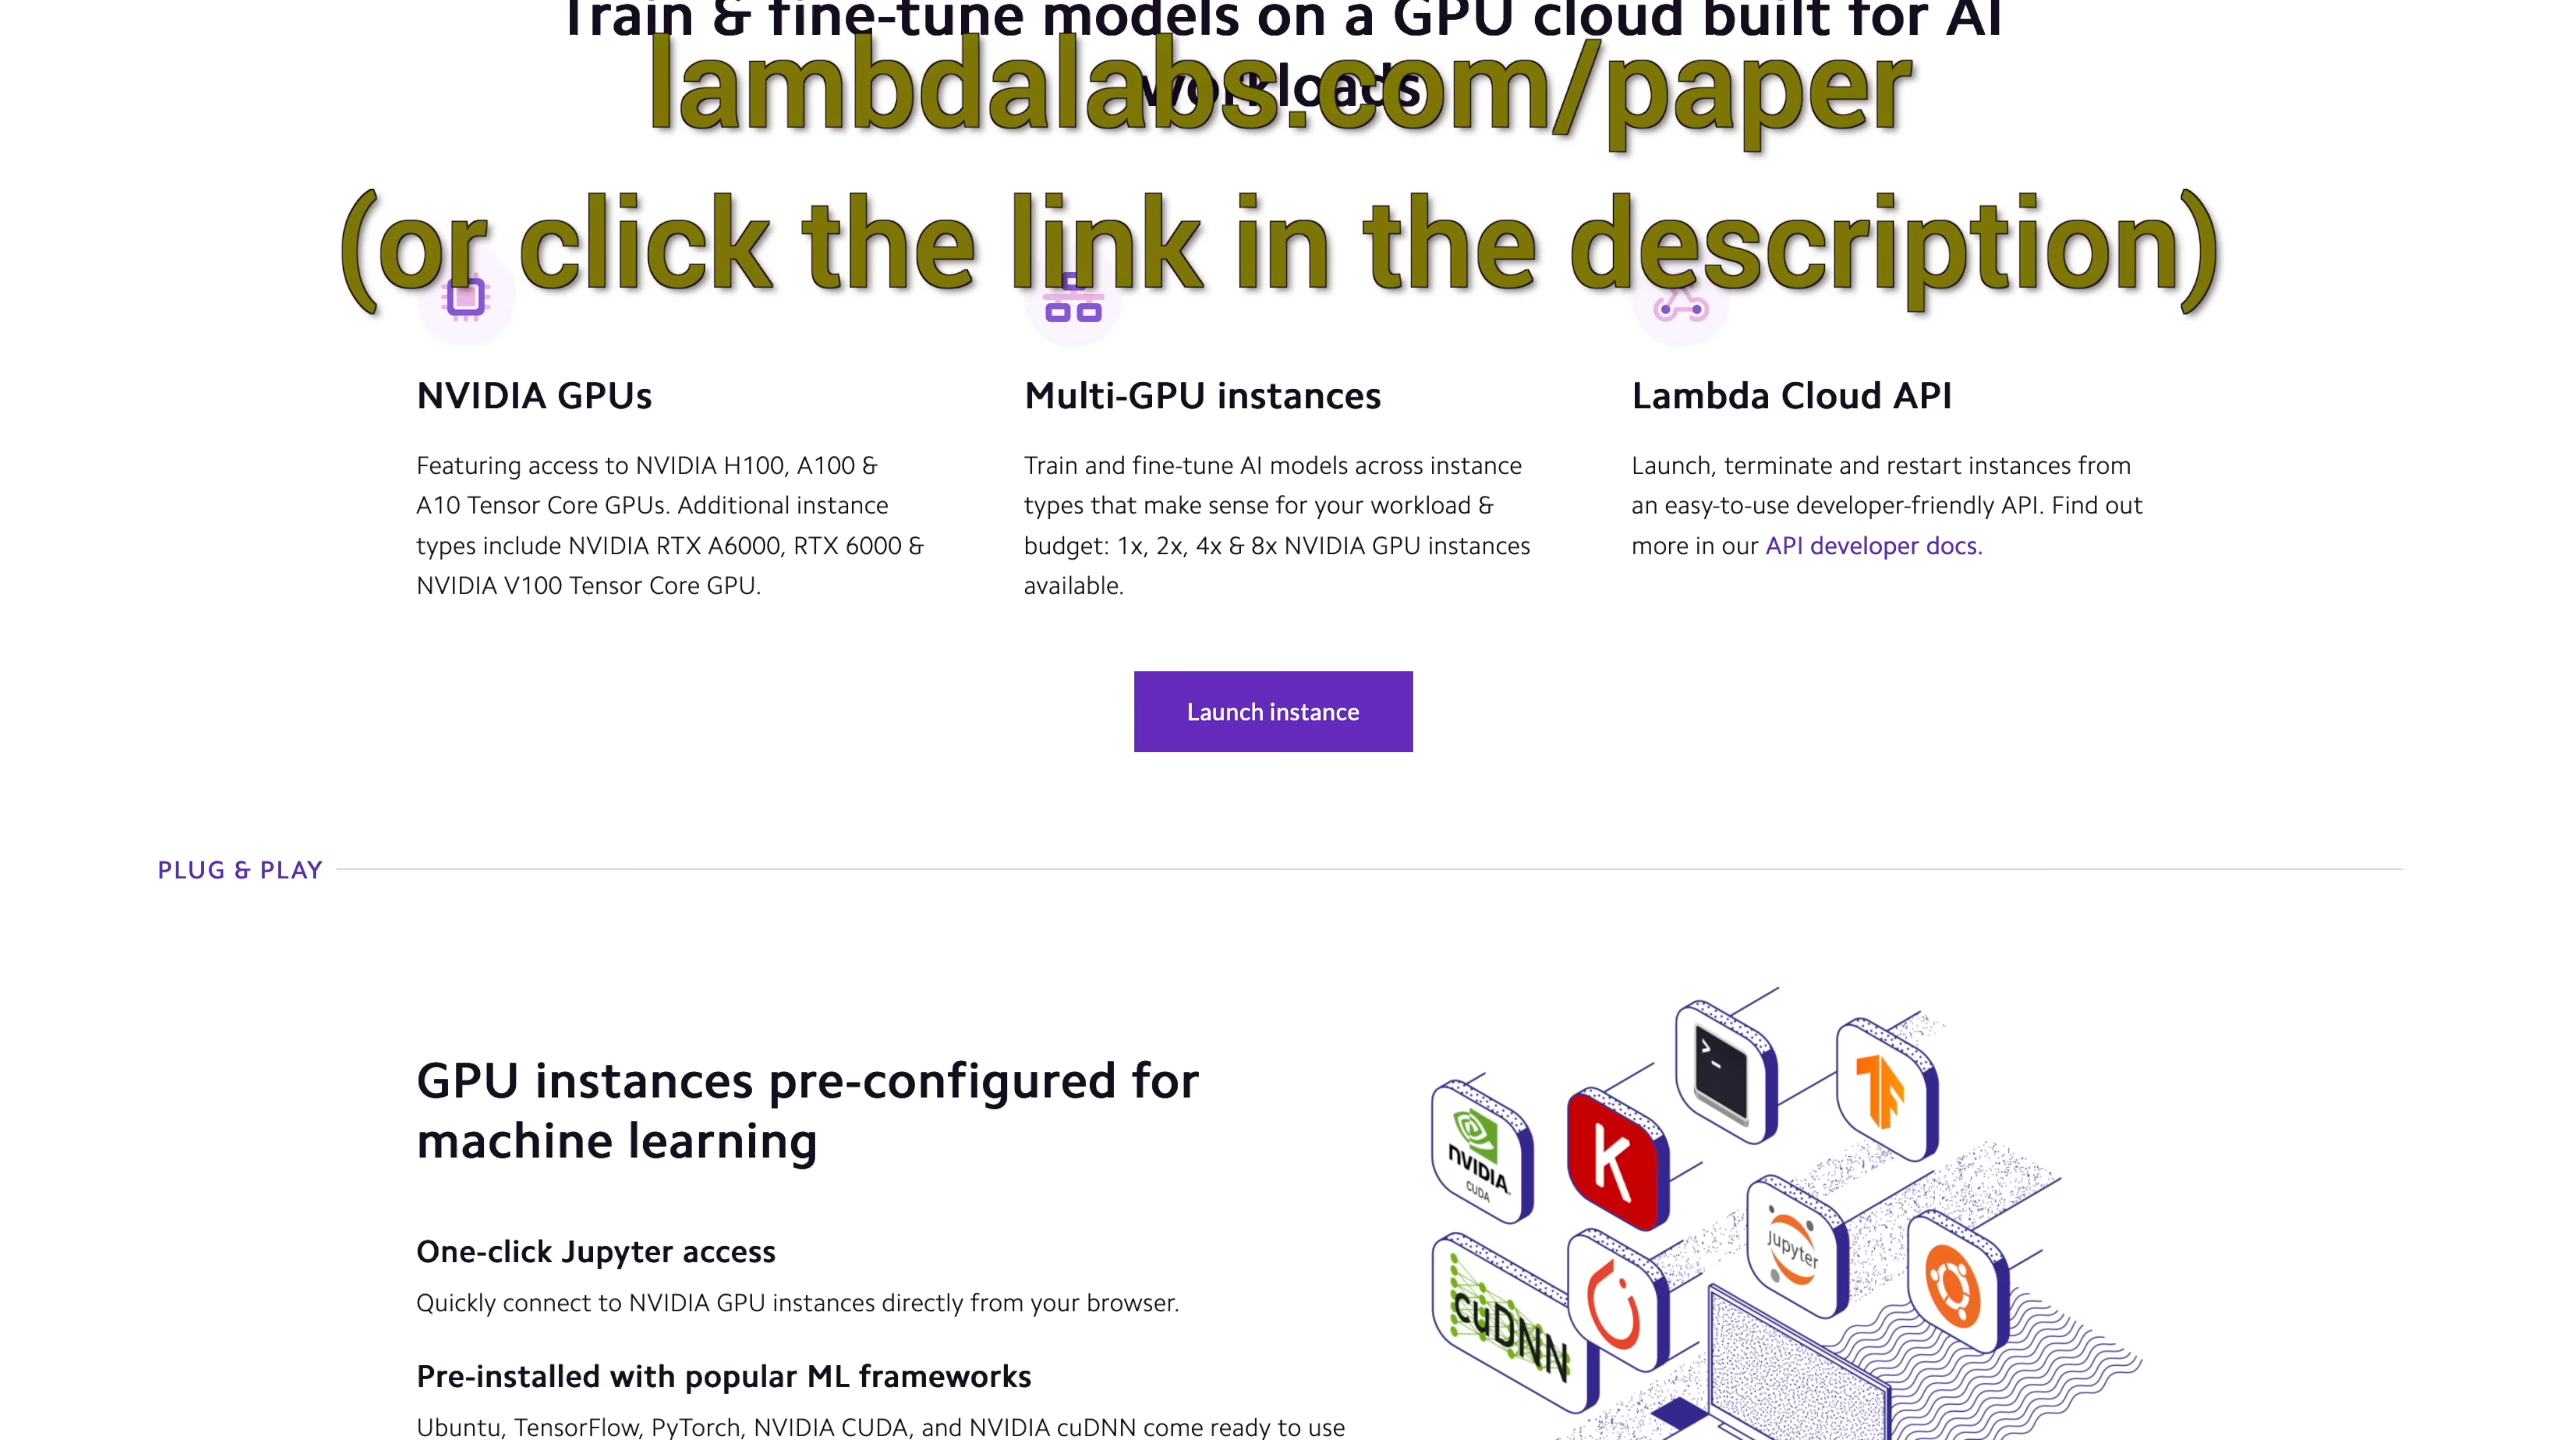 Train & fine-tune models on a GPU cloud built for AI
workloads
lambdalabs.com/paper
(or click the link in the description)
NVIDIA GPUs
Featuring access to NVIDIA H100, A100 &
A10 Tensor Core GPUs. Additional instance
types include NVIDIA RTX A6000, RTX 6000 &
NVIDIA V100 Tensor Core GPU.
Multi-GPU instances
Train and fine-tune AI models across instance
types that make sense for your workload &
budget: 1x, 2x, 4x & 8x NVIDIA GPU instances
available.
Lambda Cloud API
Launch, terminate and restart instances from
an easy-to-use developer-friendly API. Find out
more in our API developer docs.
Launch instance
PLUG & PLAY
GPU instances pre-configured for
machine learning
One-click Jupyter access
Quickly connect to NVIDIA GPU instances directly from your browser.
Pre-installed with popular ML frameworks
Ubuntu, TensorFlow, PyTorch, NVIDIA CUDA, and NVIDIA cuDNN come ready to use
>_
NVIDIA.
CUDA
K
Jupyter
cuDNN